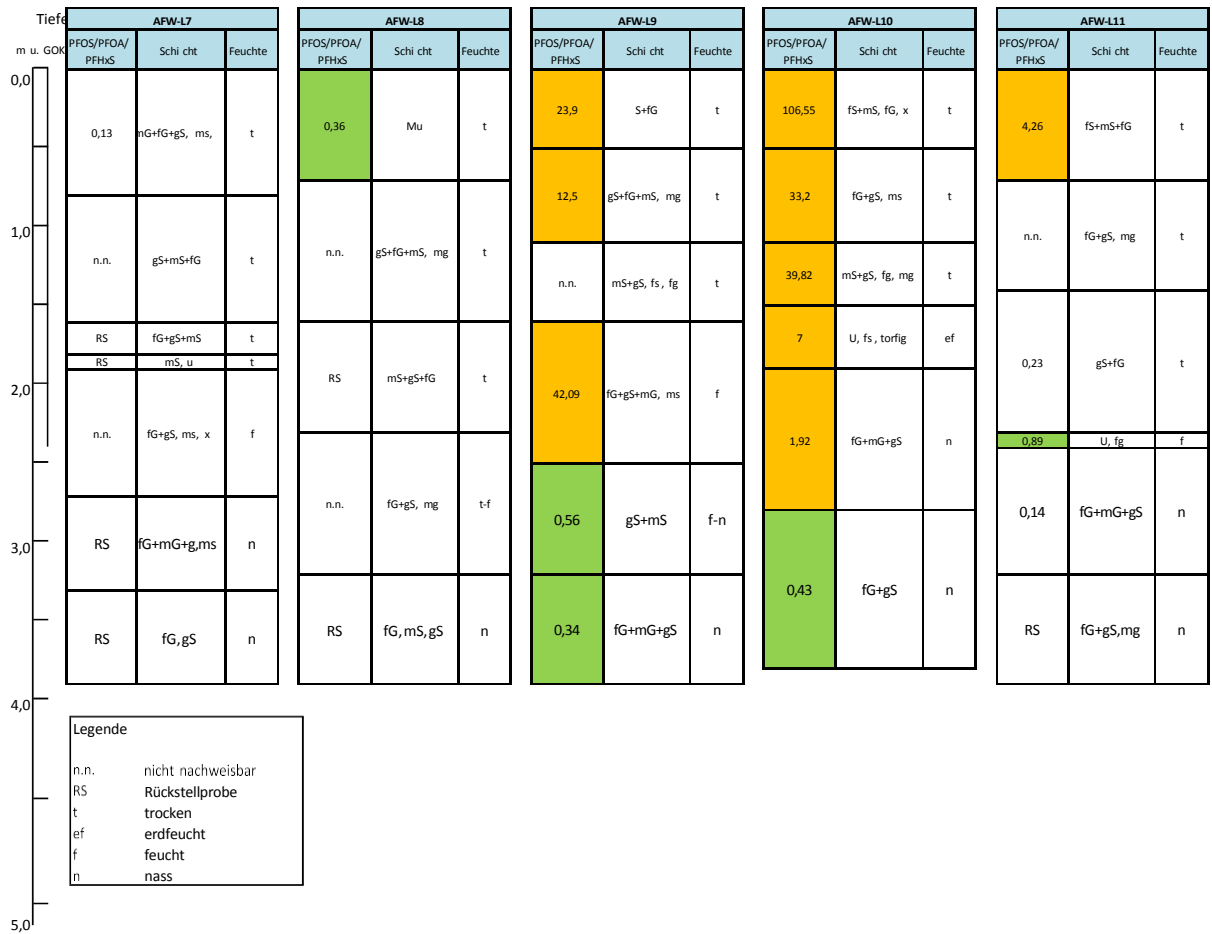 Tiefe
m u. GOK
0,0
1,0
2,0
3,0
4,0
5,0
AFW-L7
PFOS/PFOA/
PFHxS
Schi cht
Feuchte
0,13
mG+fG+gS, ms,
t
n.n.
gS+mS+fG
t
RS
fG+gS+mS
t
RS
mS, u
t
n.n.
fG+gS, ms, x
f
RS
fG+mG+g,ms
n
RS
fG,gS
n
AFW-L8
PFOS/PFOA/
PFHxS
Schi cht
Feuchte
0,36
Mu
t
n.n.
gS+fG+mS, mg
t
RS
mS+gS+fG
t
n.n.
fG+gS, mg
t-f
RS
fG,mS,gS
n
AFW-L9
PFOS/PFOA/
PFHxS
Schi cht
Feuchte
23,9
S+fG
t
12,5
gS+fG+mS, mg
t
n.n.
mS+gS, fs, fg
t
42,09
fG+gS+mG, ms
f
0,56
gS+mS
f-n
0,34
fG+mG+gS
n
AFW-L10
PFOS/PFOA/
PFHxS
Schi cht
Feuchte
106,55
fS+mS, fG, x
t
33,2
fG+gS, ms
t
39,82
mS+gS, fg, mg
t
7
U, fs, torfig
ef
1,92
fG+mG+gS
n
0,43
fG+gS
n
AFW-L11
PFOS/PFOA/
PFHxS
Schi cht
Feuchte
4,26
fS+mS+fG
t
n.n.
fG+gS, mg
t
0,23
gS+fG
t
0,89
U, fg
f
0,14
fG+mG+gS
n
RS
fG+gS,mg
n
Legende
n.n. nicht nachweisbar
RS Rückstellprobe
t trocken
ef erdfeucht
f feucht
n nass